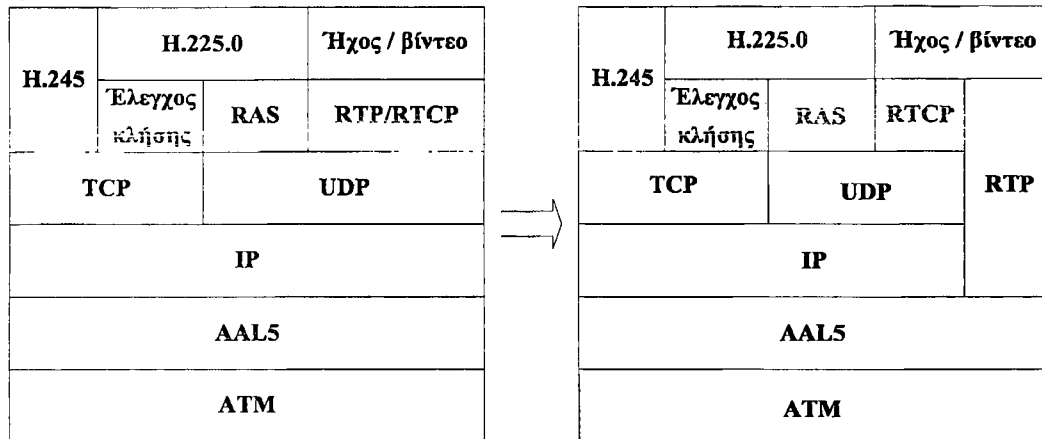 H.225.0
Ήχος / βίντεο
H.245
Έλεγχος
κλήσης
RAS
RTP/RTCP
TCP
UDP
IP
AAL5
ATM
H.225.0
Ήχος / βίντεο
H.245
Έλεγχος
κλήσης
RAS
RTCP
TCP
UDP
RTP
IP
AAL5
ATM